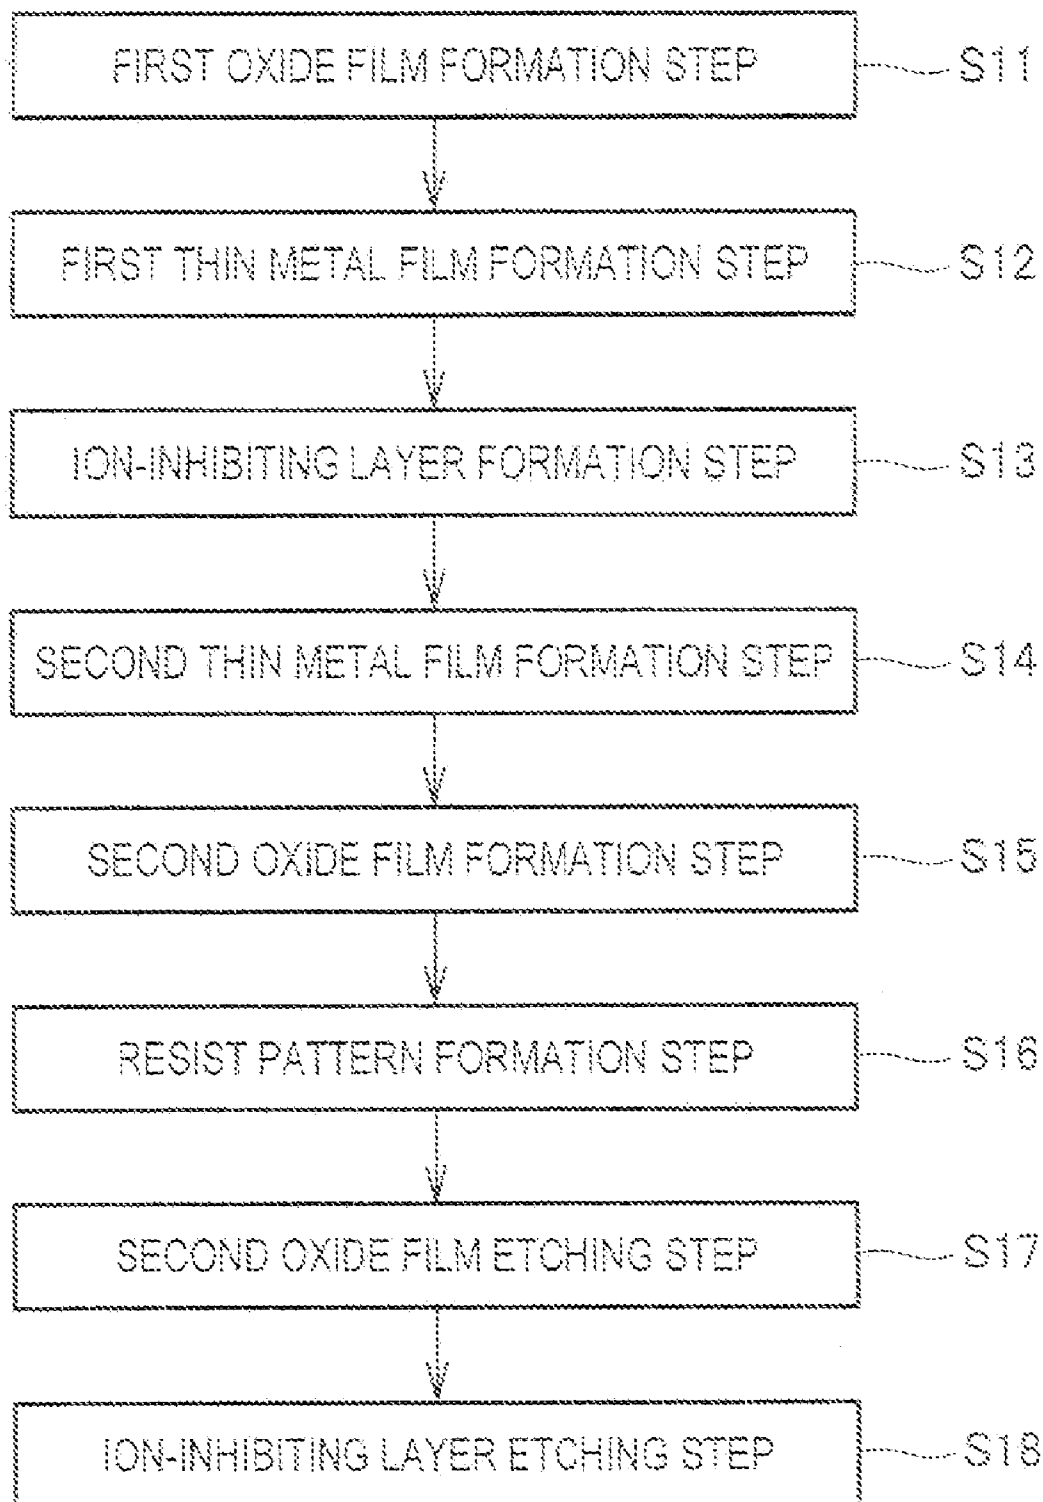 FIRST OXIDE FILM FORMATION STEP S11
FIRST THIN METAL FILM FORMATION STEP S12
ION-INHIBITING LAYER FORMATION STEP S13
SECOND THIN METAL FILM FORMATION STEP S14
SECOND OXIDE FILM FORMATION STEP S15
RESIST PATTERN FORMATION STEP S16
SECOND OXIDE FILM ETCHING STEP S17
ION-INHIBITING LAYER ETCHING STEP S18